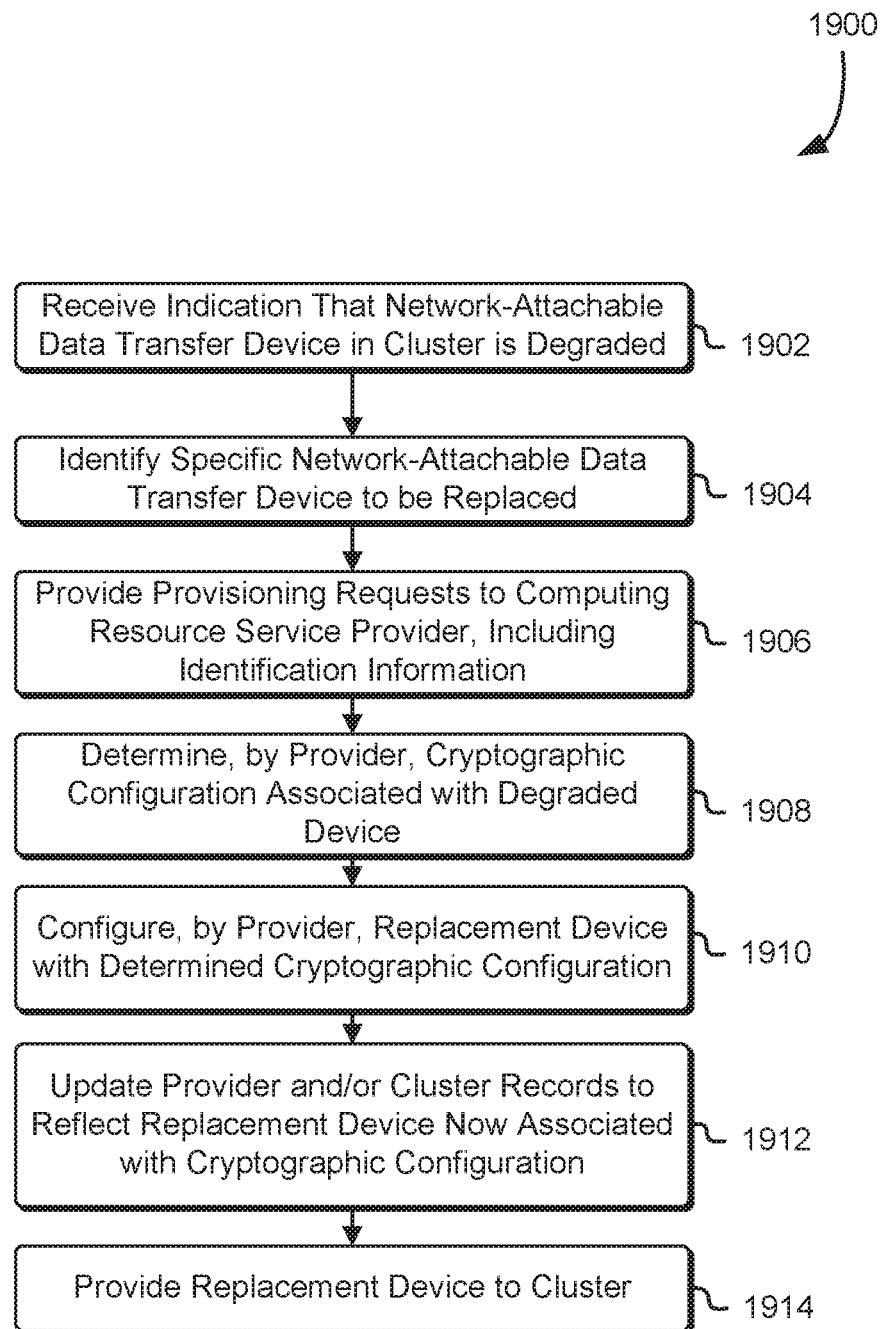 1900
Receive Indication That Network-Attachable
Data Transfer Device in Cluster is Degraded
1902
Identify Specific Network-Attachable Data
Transfer Device to be Replaced
1904
Provide Provisioning Requests to Computing
Resource Service Provider, Including
Identification Information
1906
Determine, by Provider, Cryptographic
Configuration Associated with Degraded
Device
1908
Configure, by Provider, Replacement Device
with Determined Cryptographic Configuration
1910
Update Provider and/or Cluster Records to
Reflect Replacement Device Now Associated
with Cryptographic Configuration
1912
Provide Replacement Device to Cluster
1914